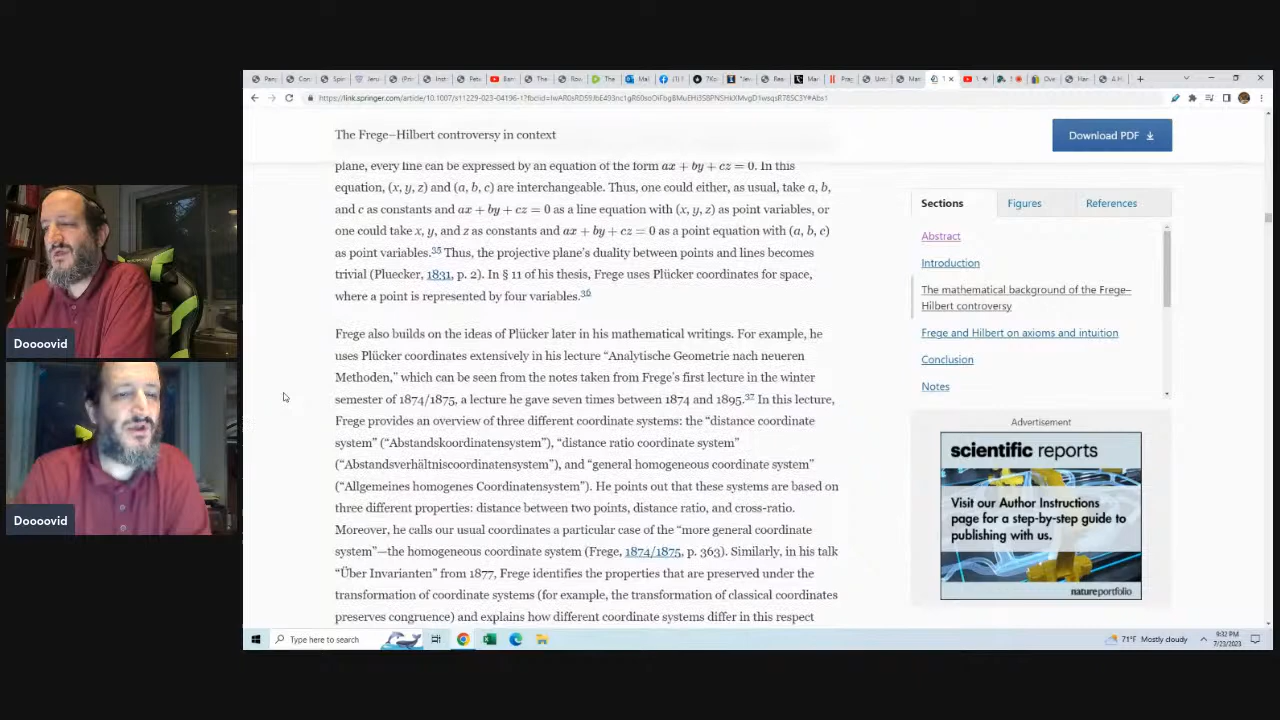 https://link.springer.com/article/10.1007/s11229-023-04196-1?
The Frege–Hilbert controversy in context
Download PDF
plane, every line can be expressed by an equation of the form ax + by + cz = 0. In this
equation, (x, y, z) and (a, b, c) are interchangeable. Thus, one could either, as usual, take a, b,
and c as constants and ax + by + cz = 0 as a line equation with (x, y, z) as point variables, or
one could take x, y, and z as constants and ax + by + cz = 0 as a point equation with (a, b, c)
as point variables.35 Thus, the projective plane's duality between points and lines becomes
trivial (Pluecker, 1831, p. 2). In § 11 of his thesis, Frege uses Plücker coordinates for space,
where a point is represented by four variables.36
Frege also builds on the ideas of Plücker later in his mathematical writings. For example, he
uses Plücker coordinates extensively in his lecture “Analytische Geometrie nach neueren
Methoden,” which can be seen from the notes taken from Frege's first lecture in the winter
semester of 1874/1875, a lecture he gave seven times between 1874 and 1895.37 In this lecture,
Frege provides an overview of three different coordinate systems: the “distance coordinate
system” (“Abstandskoordinatensystem”), “distance ratio coordinate system”
(“Abstandsverhältniscoordinatensystem”), and “general homogeneous coordinate system”
(“Allgemeines homogenes Coordinatensystem”). He points out that these systems are based on
three different properties: distance between two points, distance ratio, and cross-ratio.
Moreover, he calls our usual coordinates a particular case of the “more general coordinate
system”—the homogeneous coordinate system (Frege, 1874/1875, p. 363). Similarly, in his talk
“Über Invarianten” from 1877, Frege identifies the properties that are preserved under the
transformation of coordinate systems (for example, the transformation of classical coordinates
preserves congruence) and explains how different coordinate systems differ in this respect
Sections
Figures
References
Abstract
Introduction
The mathematical background of the Frege–
Hilbert controversy
Frege and Hilbert on axioms and intuition
Conclusion
Notes
Advertisement
scientific reports
Visit our Author Instructions
page for a step-by-step guide to
publishing with us.
natureportfolio
Doooovid
Doooovid
Type here to search
71°F Mostly cloudy
9:32 PM
7/23/2023